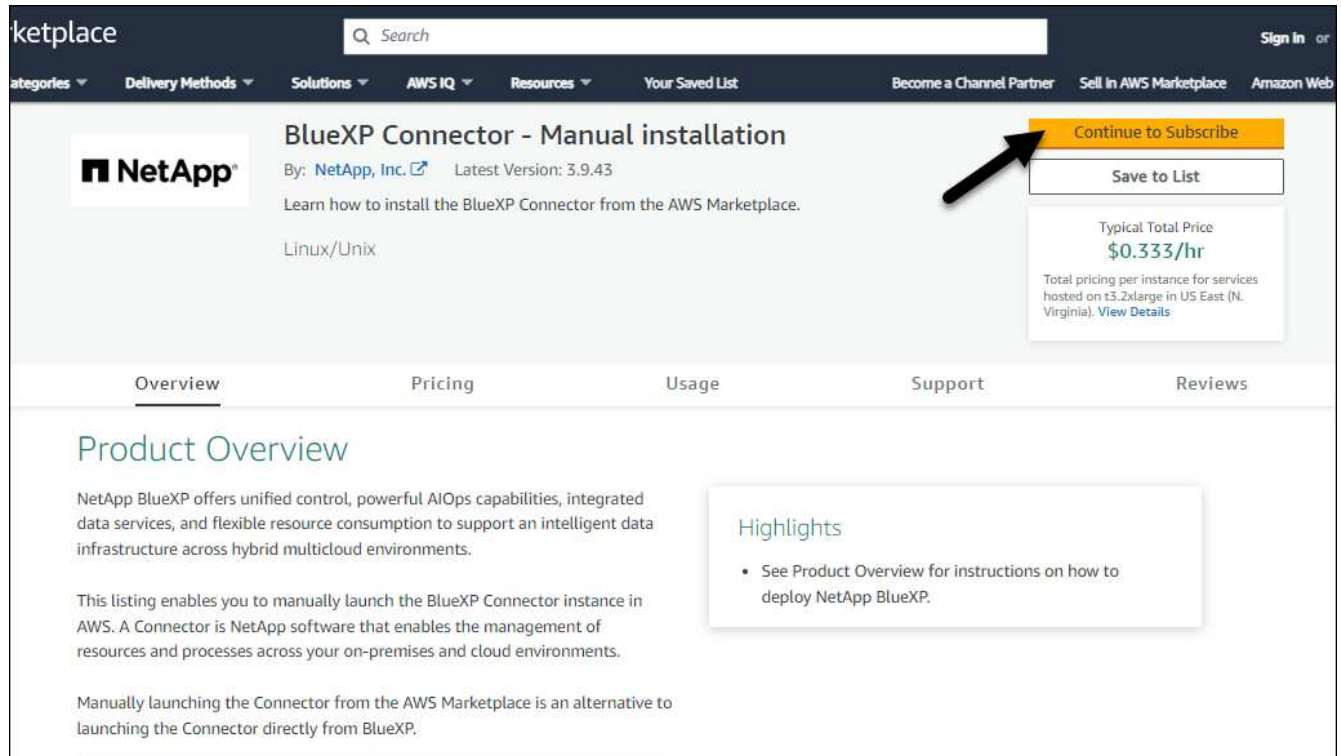 ketplace
Search
Sign in or
ategories
Delivery Methods
Solutions
AWS IQ
Resources
Your Saved List
Become a Channel Partner
Sell in AWS Marketplace
Amazon Web
NetApp
BlueXP Connector - Manual installation
By: NetApp, Inc. Latest Version: 3.9.43
Learn how to install the BlueXP Connector from the AWS Marketplace.
Linux/Unix
Continue to Subscribe
Save to List
Typical Total Price
$0.333/hr
Total pricing per instance for services
hosted on t3.2xlarge in US East (N.
Virginia). View Details
Overview
Pricing
Usage
Support
Reviews
Product Overview
NetApp BlueXP offers unified control, powerful AIOps capabilities, integrated
data services, and flexible resource consumption to support an intelligent data
infrastructure across hybrid multicloud environments.
This listing enables you to manually launch the BlueXP Connector instance in
AWS. A Connector is NetApp software that enables the management of
resources and processes across your on-premises and cloud environments.
Manually launching the Connector from the AWS Marketplace is an alternative to
launching the Connector directly from BlueXP.
Highlights
• See Product Overview for instructions on how to
deploy NetApp BlueXP.